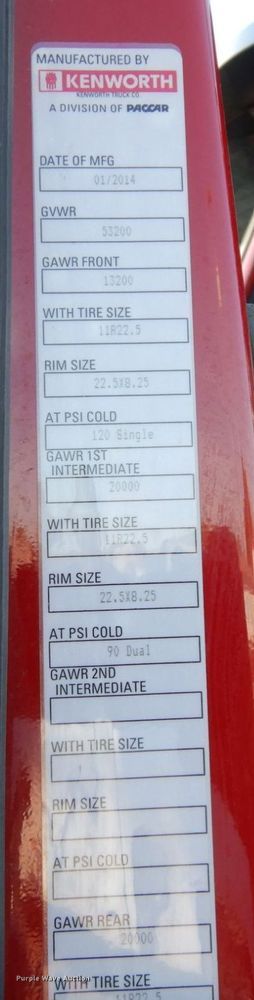 MANUFACTURED BY
KENWORTH
KENWORTH TRUCK CO.
A DIVISION OF PACCAR
DATE OF MFG
01/2014
GVWR
53200
GAWR FRONT
13200
WITH TIRE SIZE
11R22.5
RIM SIZE
22.5X8.25
AT PSI COLD
120 Single
GAWR 1ST
INTERMEDIATE
20000
WITH TIRE SIZE
11R22.5
RIM SIZE
22.5X8.25
AT PSI COLD
90 Dual
GAWR 2ND
INTERMEDIATE
WITH TIRE SIZE
RIM SIZE
AT PSI COLD
GAWR REAR
20000
WITH TIRE SIZE
11R22.5
Purple Wave Auction